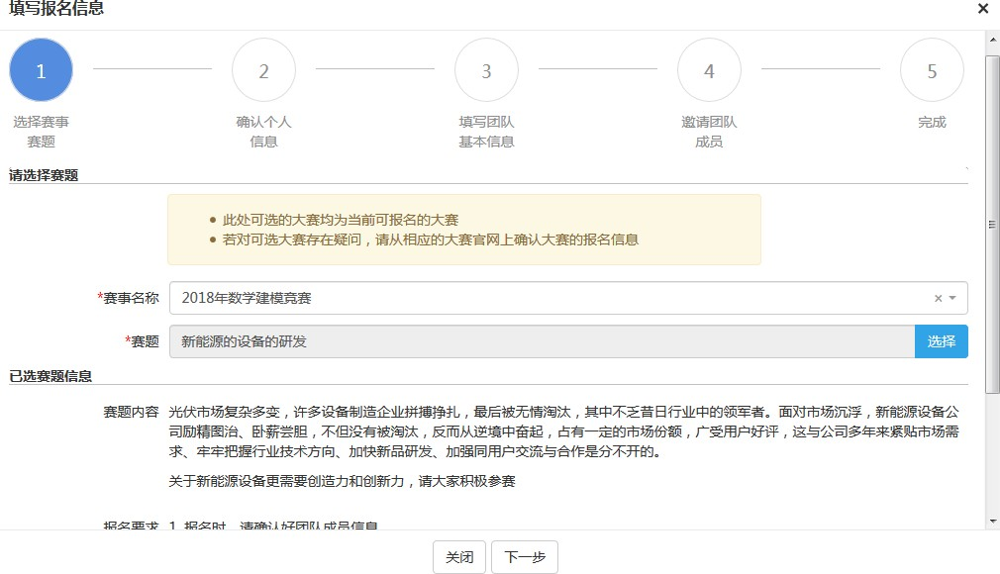 填写报名信息
×
1
2
3
4
5
选择赛事
赛题
确认个人
信息
填写团队
基本信息
邀请团队
成员
完成
请选择赛题
此处可选的大赛均为当前可报名的大赛
若对可选大赛存在疑问，请从相应的大赛官网上确认大赛的报名信息
*赛事名称 2018年数学建模竞赛 ×
*赛题 新能源的设备的研发 选择
已选赛题信息
赛题内容 光伏市场复杂多变，许多设备制造企业拼搏挣扎，最后被无情淘汰，其中不乏昔日行业中的领军者。面对市场沉浮，新能源设备公
司励精图治、卧薪尝胆，不但没有被淘汰，反而从逆境中奋起，占有一定的市场份额，广受用户好评，这与公司多年来紧贴市场需
求、牢牢把握行业技术方向、加快新品研发、加强同用户交流与合作是分不开的。
关于新能源设备更需要创造力和创新力，请大家积极参赛
报名要求 1. 报名时，请确认好团队成员信息
关闭 下一步